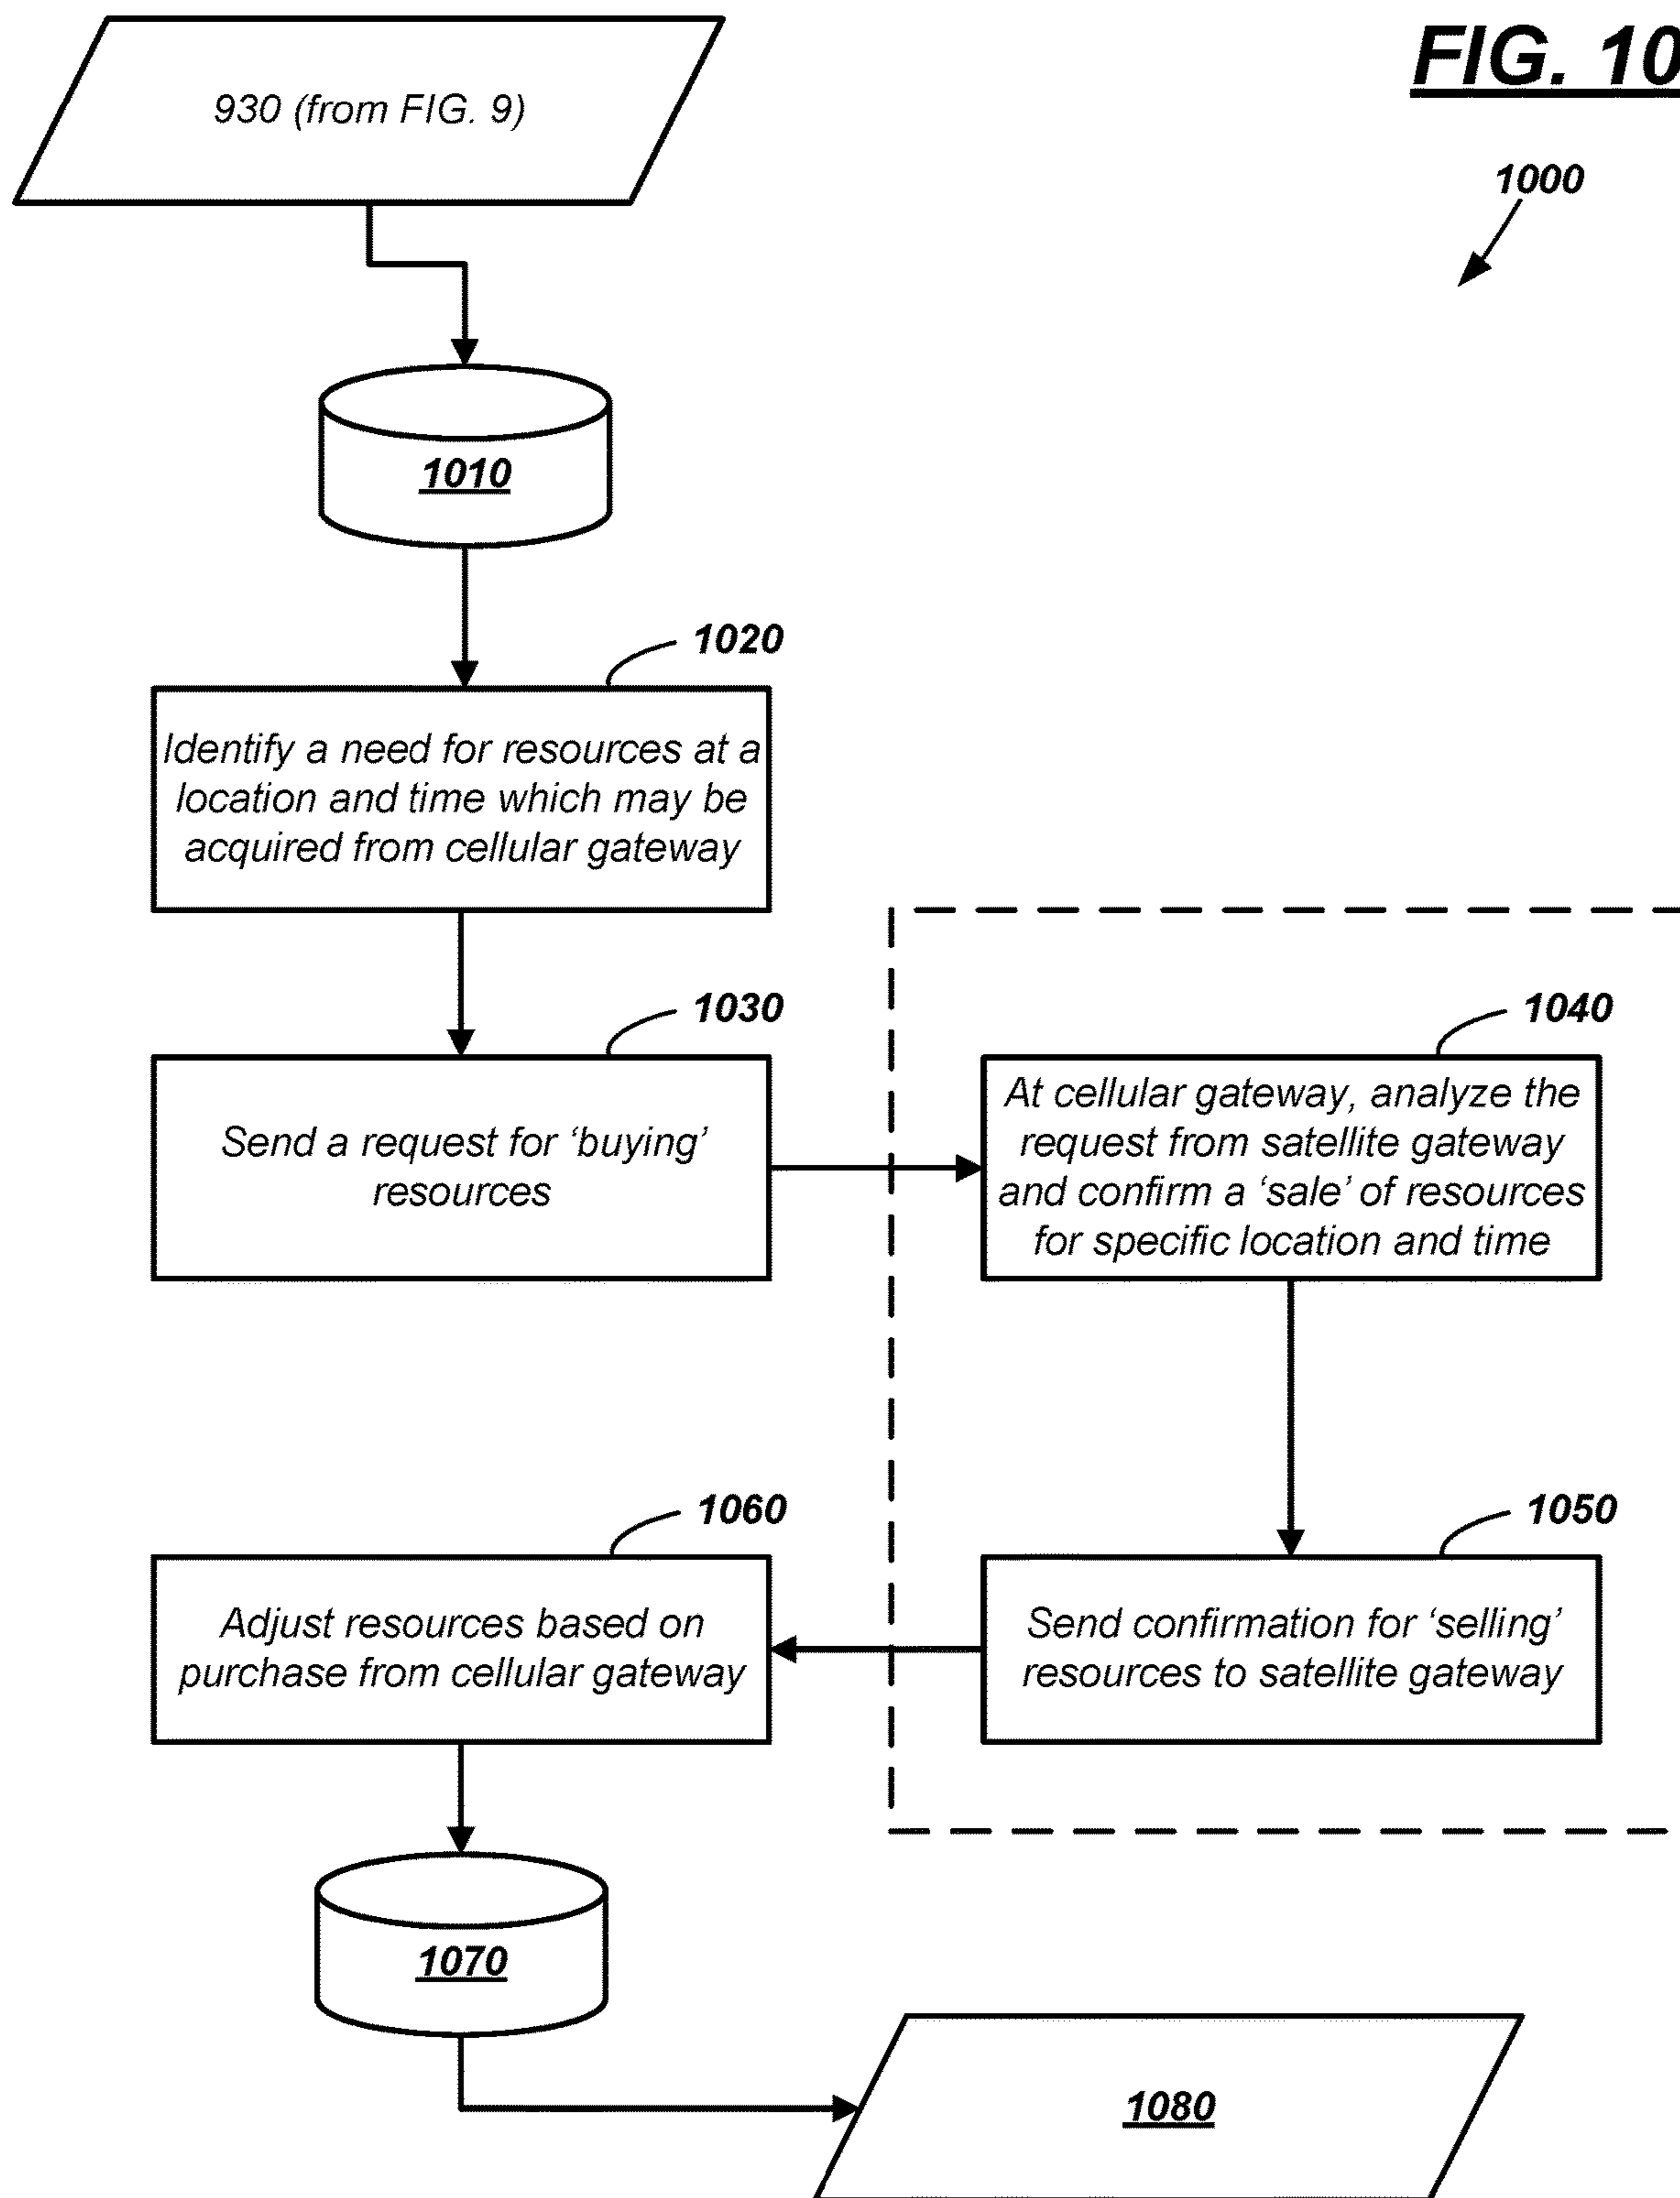 FIG. 10
1000
930 (from FIG. 9)
1010
1020
Identify a need for resources at a
location and time which may be
acquired from cellular gateway
1030
Send a request for ‘buying’
resources
1040
At cellular gateway, analyze the
request from satellite gateway
and confirm a ‘sale’ of resources
for specific location and time
1050
Send confirmation for ‘selling’
resources to satellite gateway
1060
Adjust resources based on
purchase from cellular gateway
1070
1080